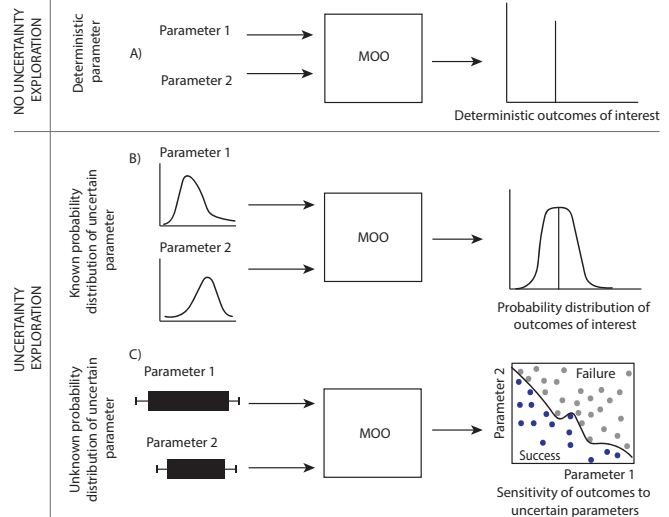 NO UNCERTAINTY
EXPLORATION
Deterministic
parameter
A)
Parameter 1
Parameter 2
MOO
Deterministic outcomes of interest
UNCERTAINTY
EXPLORATION
Known probability
distribution of uncertain
parameter
B)
Parameter 1
Parameter 2
MOO
Probability distribution of
outcomes of interest
Unknown probability
distribution of uncertain
parameter
C)
Parameter 1
Parameter 2
MOO
Parameter 2
Failure
Success
Parameter 1
Sensitivity of outcomes to
uncertain parameters